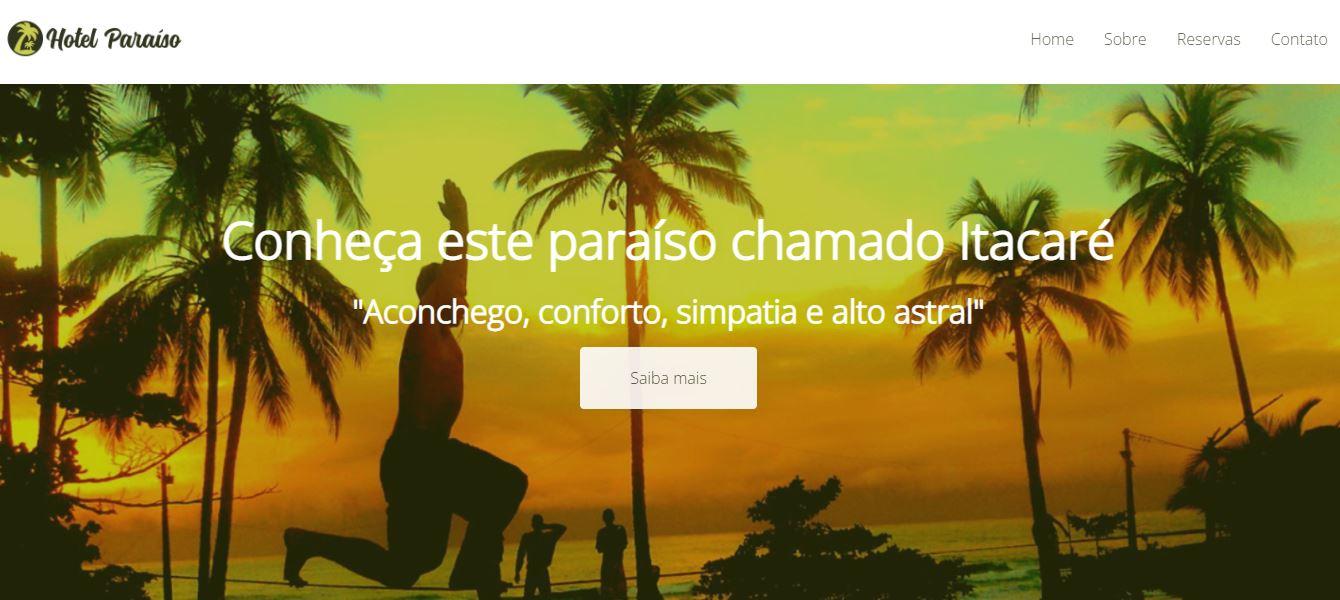 Hotel Paraíso
Home Sobre Reservas Contato
Conheça este paraíso chamado Itacaré
"Aconchego, conforto, simpatia e alto astral"
Saiba mais